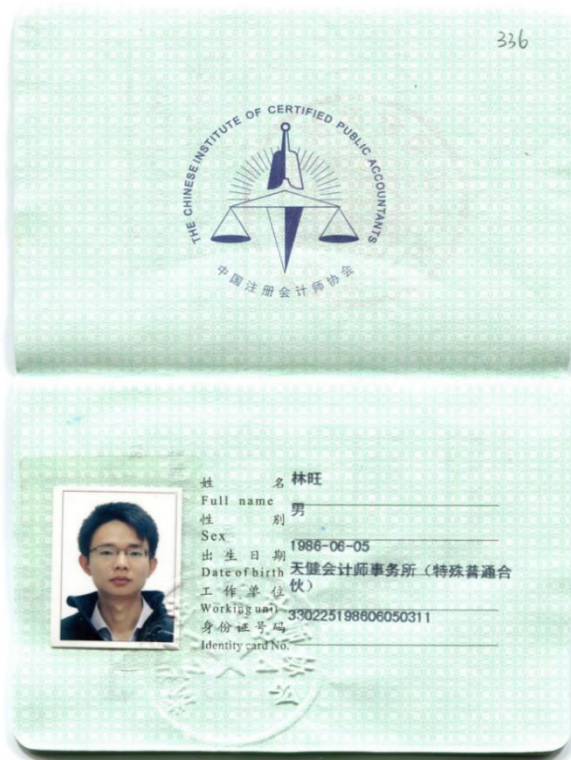 336
THE CHINESE INSTITUTE OF CERTIFIED PUBLIC ACCOUNTANTS
中国注册会计师协会
姓 名 林旺
Full name
性 别 男
Sex
出生日期 1986-06-05
Date of birth
工作单位 天健会计师事务所（特殊普通合
伙）
Working unit
身份证号码 330225198606050311
Identity card No.